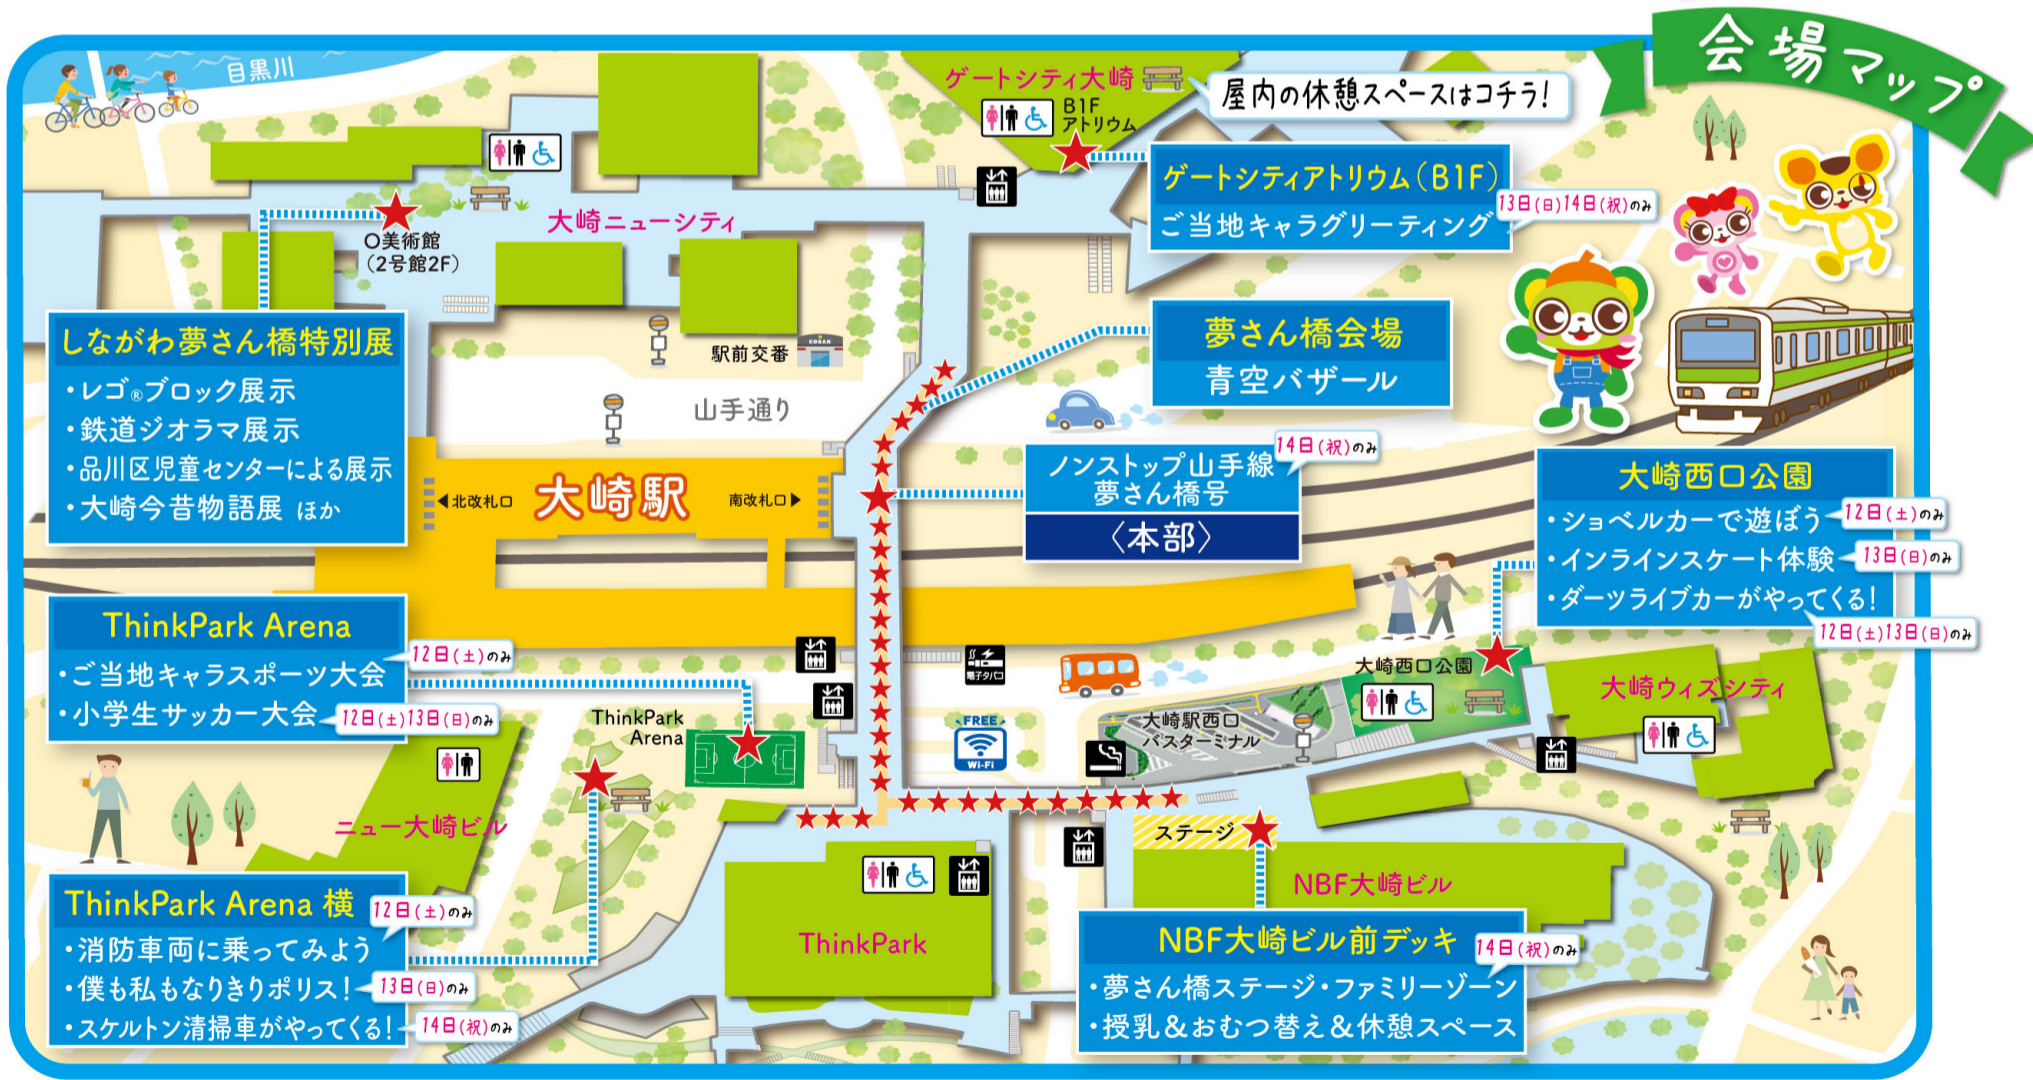 会場マップ
目黒川
ゲートシティ大崎
屋内の休憩スペースはコチラ!
B1F
アトリウム
ゲートシティアトリウム(B1F)
ご当地キャラグリーティング
13日(日)14日(祝)のみ
大崎ニューシティ
O美術館
(2号館2F)
しながわ夢さん橋特別展
・レゴ®ブロック展示
・鉄道ジオラマ展示
・品川区児童センターによる展示
・大崎今昔物語展 ほか
駅前交番
KOBAN
山手通り
夢さん橋会場
青空バザール
ノンストップ山手線
夢さん橋号
14日(祝)のみ
〈本部〉
◀北改札口
大崎駅
南改札口▶
大崎西口公園
・ショベルカーで遊ぼう
12日(土)のみ
・インラインスケート体験
13日(日)のみ
・ダーツライブカーがやってくる!
12日(土)13日(日)のみ
ThinkPark Arena
・ご当地キャラスポーツ大会
12日(土)のみ
・小学生サッカー大会
12日(土)13日(日)のみ
電子タバコ
大崎西口公園
大崎ウィズシティ
ThinkPark
Arena
FREE
Wi-Fi
大崎駅西口
バスターミナル
ニュー大崎ビル
ステージ
NBF大崎ビル
ThinkPark
ThinkPark Arena 横
12日(土)のみ
・消防車両に乗ってみよう
・僕も私もなりきりポリス!
13日(日)のみ
・スケルトン清掃車がやってくる!
14日(祝)のみ
NBF大崎ビル前デッキ
14日(祝)のみ
・夢さん橋ステージ・ファミリーゾーン
・授乳&おむつ替え&休憩スペース